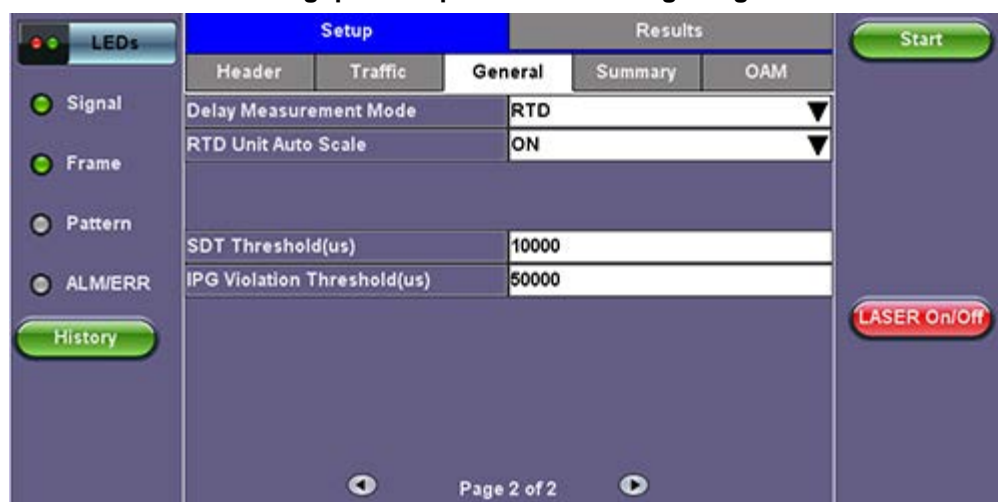 LEDs
Signal
Frame
Pattern
ALM/ERR
History
Setup Results
Header Traffic General Summary OAM
Delay Measurement Mode RTD
RTD Unit Auto Scale ON
SDT Threshold(us) 10000
IPG Violation Threshold(us) 50000
Page 2 of 2
Start
LASER On/Off